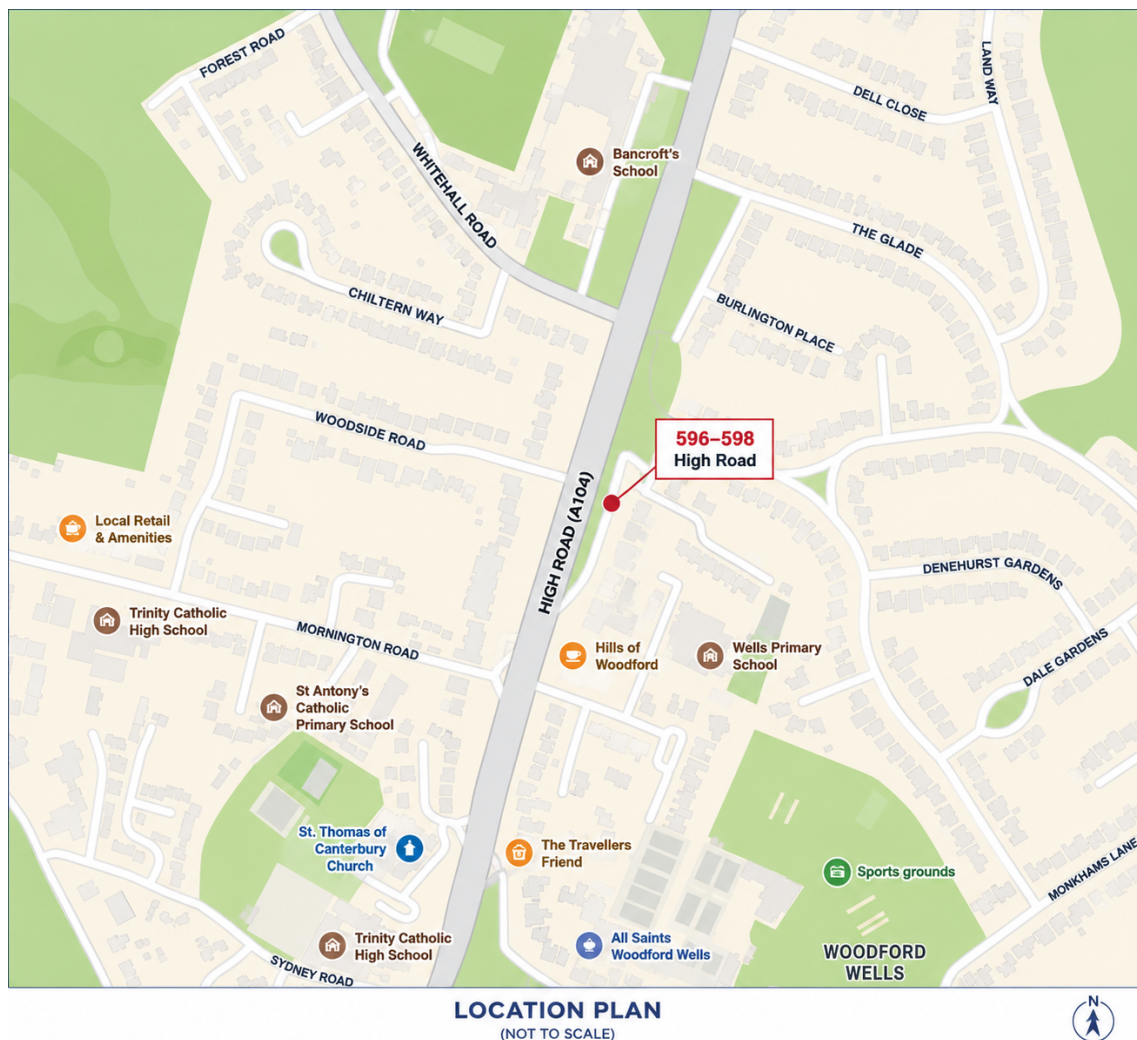 FOREST ROAD
LAND WAY
DELL CLOSE
Bancroft's
School
WHITEHALL ROAD
THE GLADE
CHILTERN WAY
BURLINGTON PLACE
WOODSIDE ROAD
596–598
High Road
HIGH ROAD (A104)
Local Retail
& Amenities
DENEHURST GARDENS
Trinity Catholic
High School
MORNINGTON ROAD
Hills of
Woodford
Wells Primary
School
DALE GARDENS
St Antony's
Catholic
Primary School
St. Thomas of
Canterbury
Church
The Travellers
Friend
Sports grounds
MONKHAMS LANE
Trinity Catholic
High School
All Saints
Woodford Wells
WOODFORD
WELLS
SYDNEY ROAD
LOCATION PLAN
(NOT TO SCALE)
N